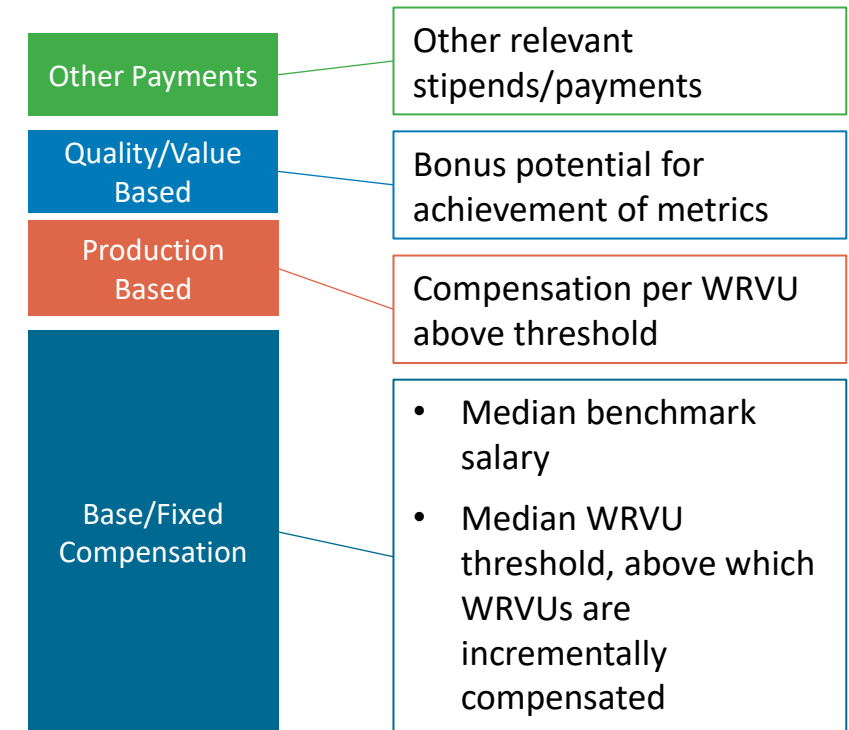 Other Payments
Other relevant
stipends/payments
Quality/Value
Based
Bonus potential for
achievement of metrics
Production
Based
Compensation per WRVU
above threshold
Base/Fixed
Compensation
• Median benchmark
salary
• Median WRVU
threshold, above which
WRVUs are
incrementally
compensated